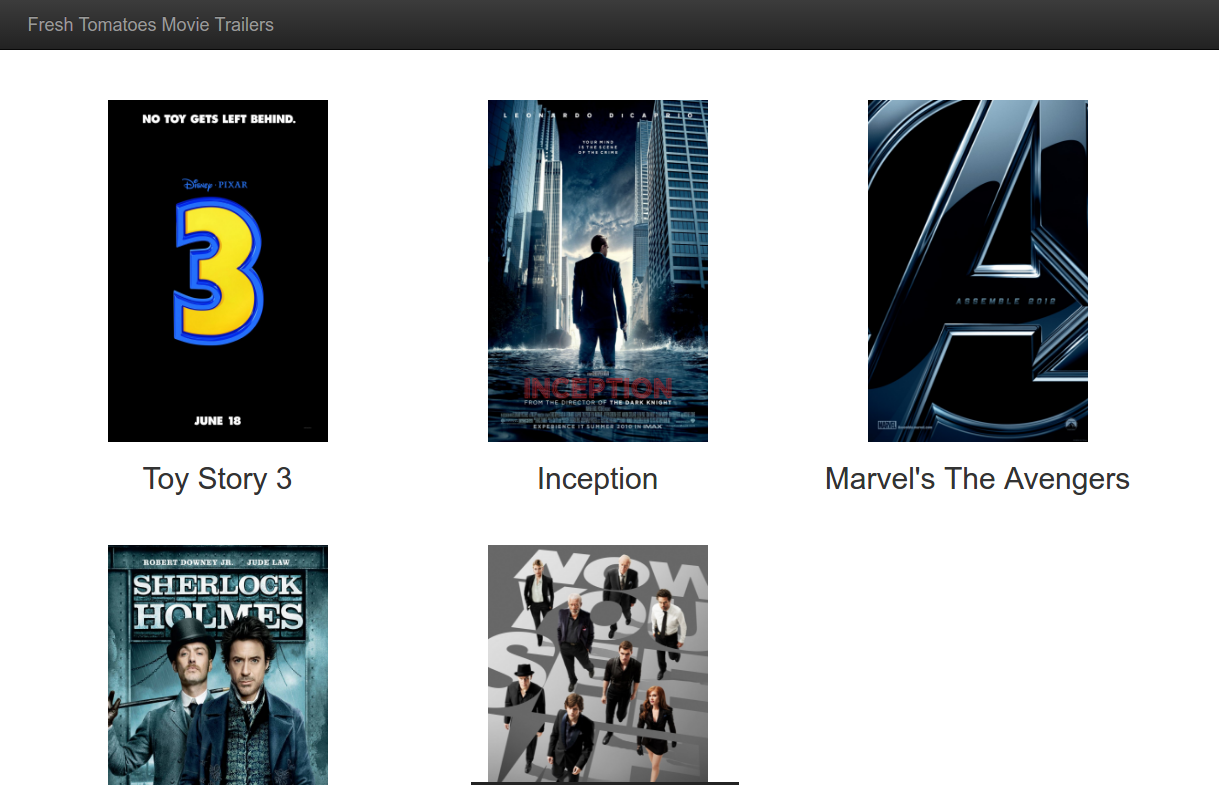 Fresh Tomatoes Movie Trailers
NO TOY GETS LEFT BEHIND.
Disney · PIXAR
3
JUNE 18
Toy Story 3
LEONARDO DICAPRIO
YOUR MIND
IS THE SCENE
OF THE CRIME
INCEPTION
FROM THE DIRECTOR OF THE DARK KNIGHT
EXPERIENCE IT SUMMER 2010 IN IMAX
Inception
A
ASSEMBLE 2012
MARVEL
Marvel's The Avengers
ROBERT DOWNEY JR. JUDE LAW
SHERLOCK
HOLMES
NOW
YOU
SEE